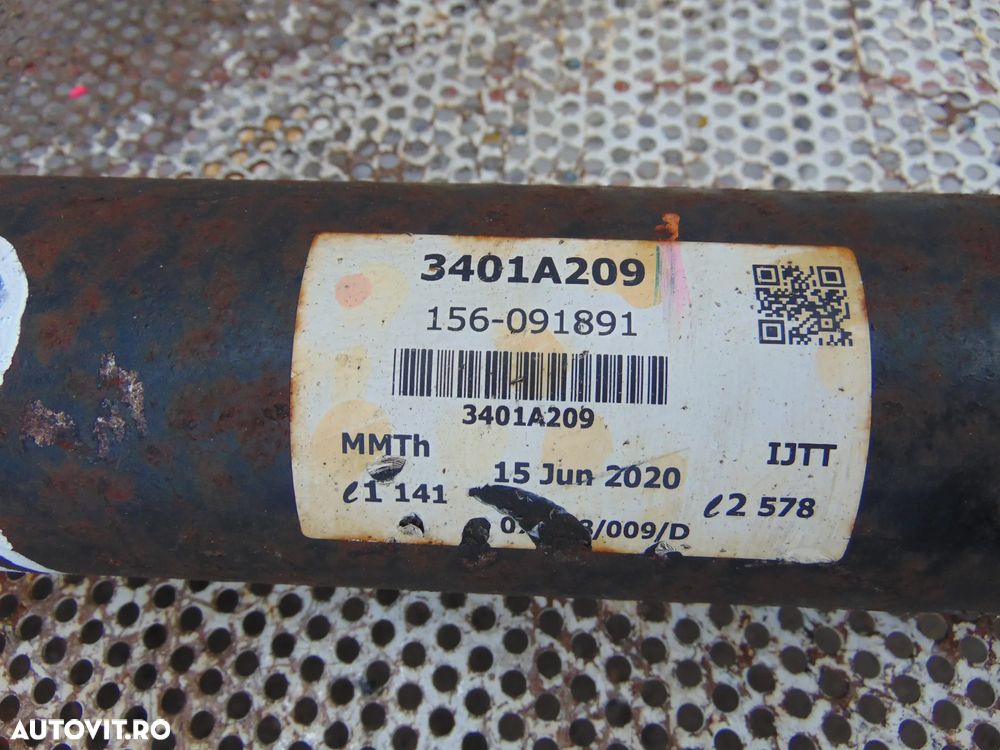 3401A209
156-091891
3401A209
MMTh
15 Jun 2020
IJTT
ℓ1 141
ℓ2 578
/009/D
AUTOVIT.RO